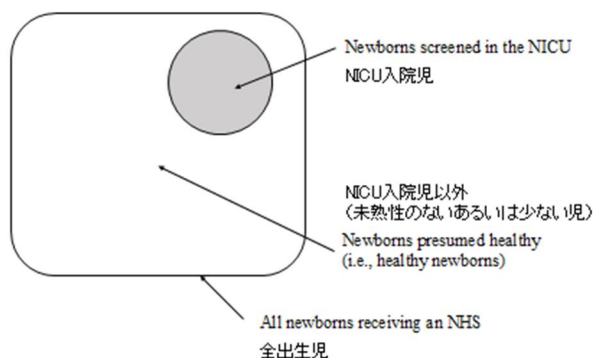 Newborns screened in the NICU
NICU入院児
NICU入院児以外
（未熟性のないあるいは少ない児）
Newborns presumed healthy
(i.e., healthy newborns)
All newborns receiving an NHS
全出生児